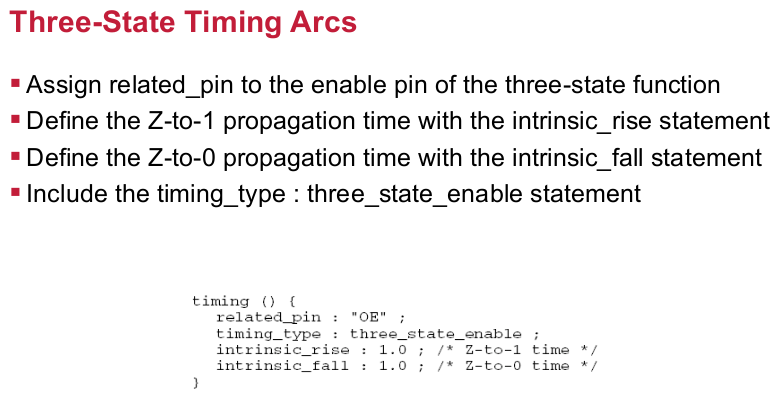 Three-State Timing Arcs
▪ Assign related_pin to the enable pin of the three-state function
▪ Define the Z-to-1 propagation time with the intrinsic_rise statement
▪ Define the Z-to-0 propagation time with the intrinsic_fall statement
▪ Include the timing_type : three_state_enable statement
timing () {
   related_pin : "OE" ;
   timing_type : three_state_enable ;
   intrinsic_rise : 1.0 ; /* Z-to-1 time */
   intrinsic_fall : 1.0 ; /* Z-to-0 time */
}